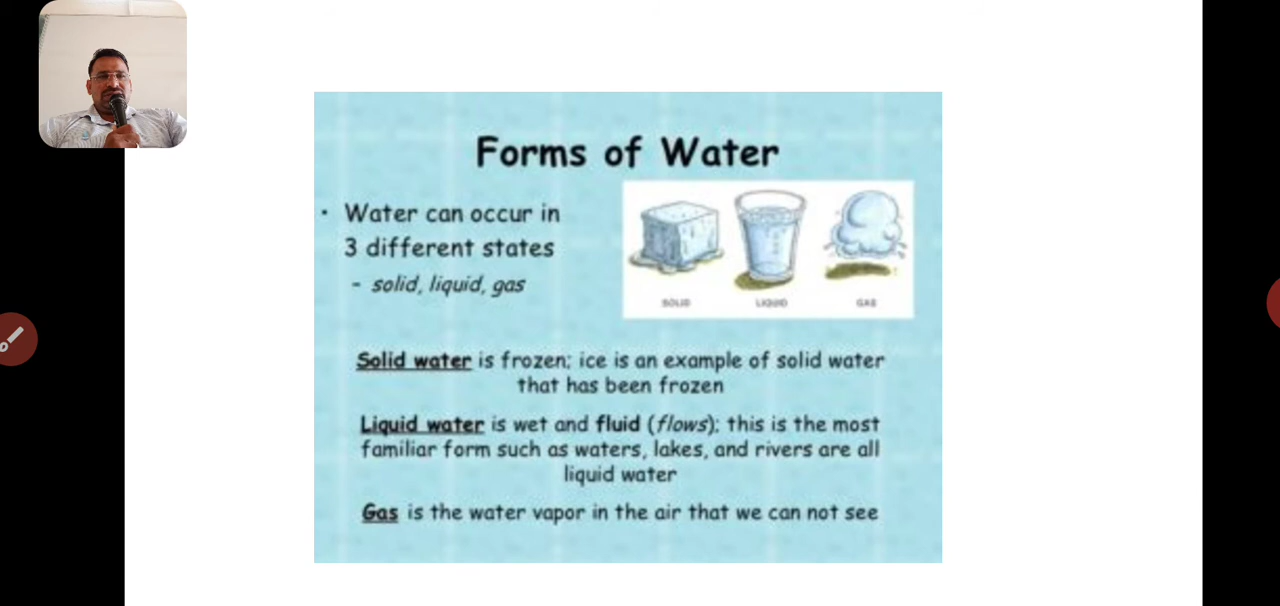 Forms of Water
· Water can occur in
3 different states
- solid, liquid, gas
SOLID LIQUID GAS
Solid water is frozen; ice is an example of solid water
that has been frozen
Liquid water is wet and fluid (flows); this is the most
familiar form such as waters, lakes, and rivers are all
liquid water
Gas is the water vapor in the air that we can not see